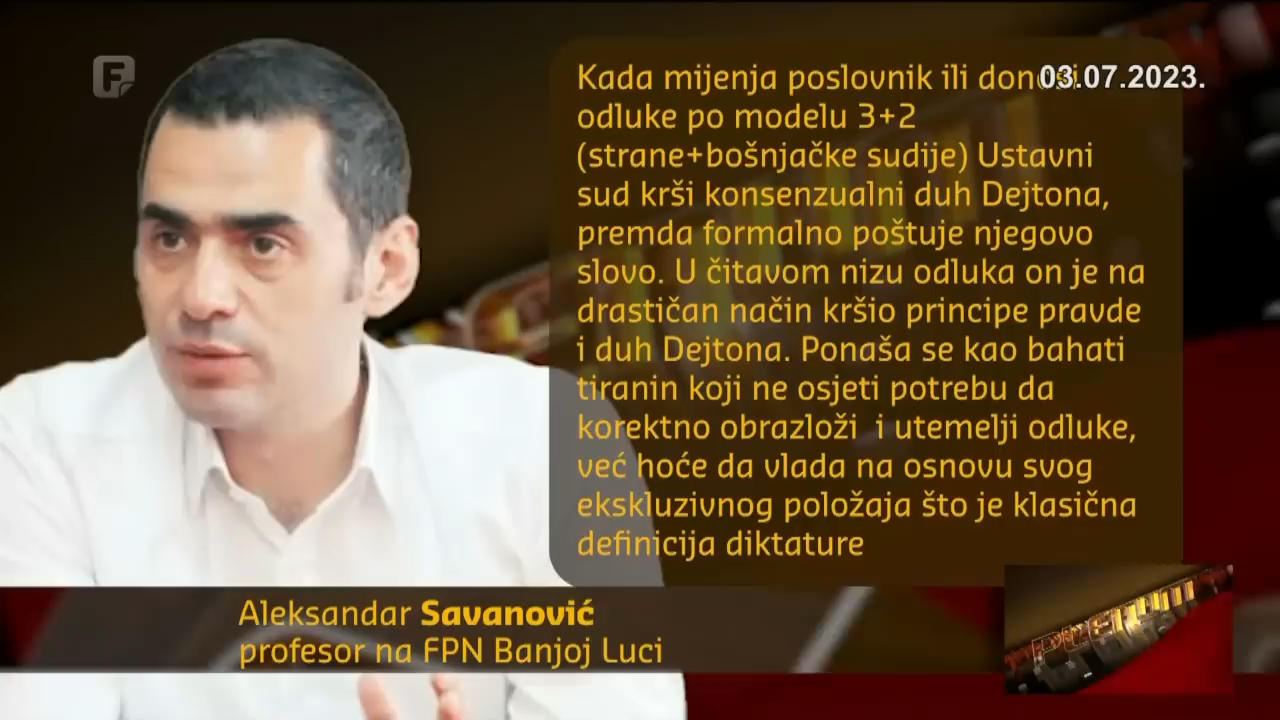 F
Kada mijenja poslovnik ili donosi
03.07.2023.
odluke po modelu 3+2
(strane+bošnjačke sudije) Ustavni
sud krši konsenzualni duh Dejtona,
premda formalno poštuje njegovo
slovo. U čitavom nizu odluka on je na
drastičan način kršio principe pravde
i duh Dejtona. Ponaša se kao bahati
tiranin koji ne osjeti potrebu da
korektno obrazloži i utemelji odluke,
već hoće da vlada na osnovu svog
ekskluzivnog položaja što je klasična
definicija diktature
Aleksandar Savanović
profesor na FPN Banjoj Luci